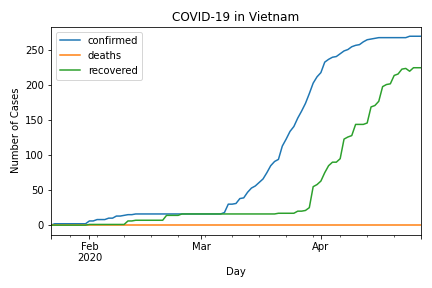 COVID-19 in Vietnam
confirmed
deaths
recovered
Number of Cases
250
200
150
100
50
0
Feb
2020
Mar
Apr
Day